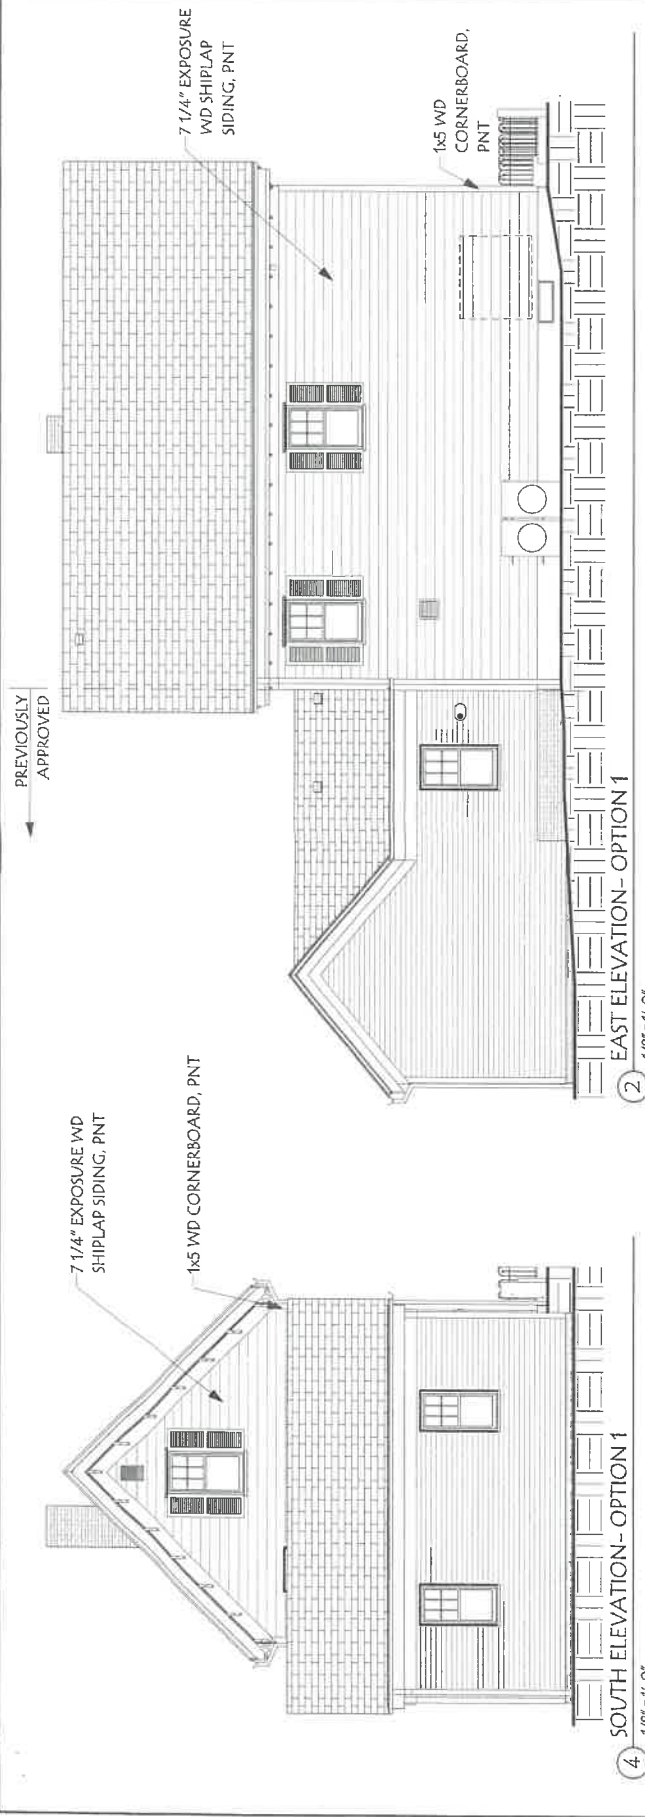 7 1/4" EXPOSURE WD
SHIPLAP SIDING, PNT
1x5 WD CORNERBOARD, PNT
4
SOUTH ELEVATION- OPTION 1
PREVIOUSLY
APPROVED
7 1/4" EXPOSURE
WD SHIPLAP
SIDING, PNT
1x5 WD
CORNERBOARD,
PNT
2
EAST ELEVATION- OPTION 1